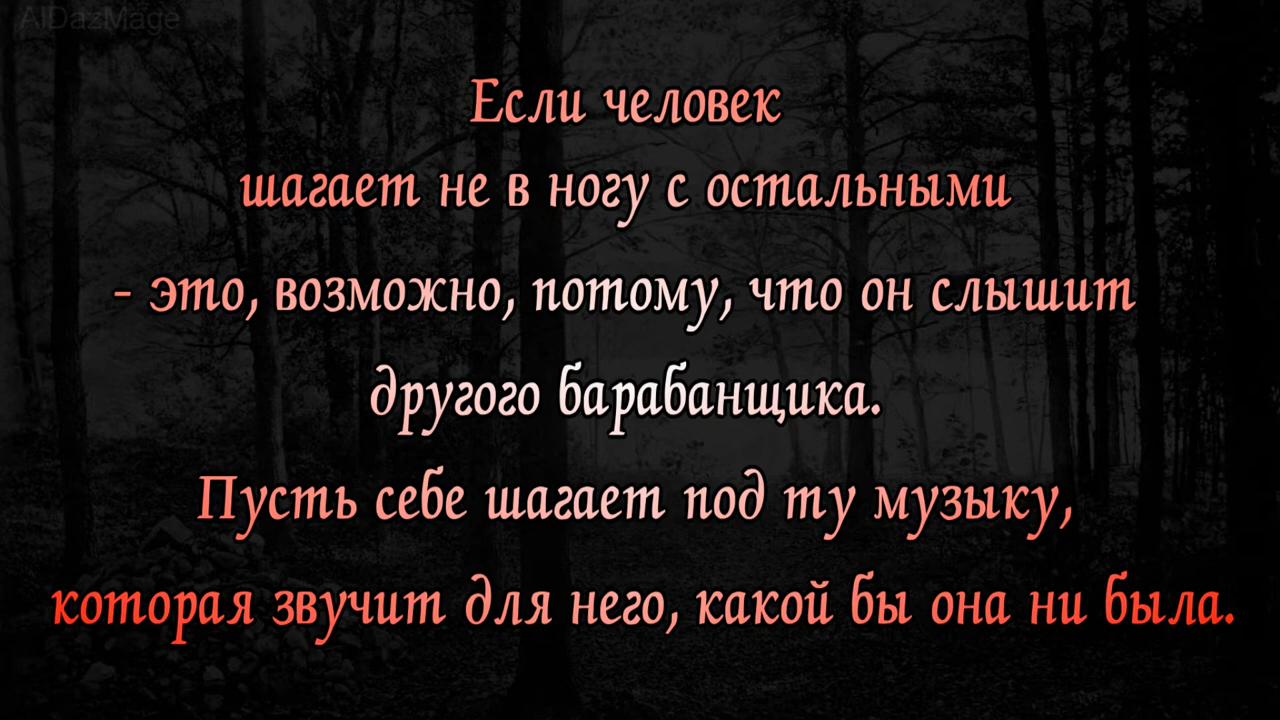 AIDazMage
Если человек
шагает не в ногу с остальными
- это, возможно, потому, что он слышит
другого барабанщика.
Пусть себе шагает под ту музыку,
которая звучит для него, какой бы она ни была.